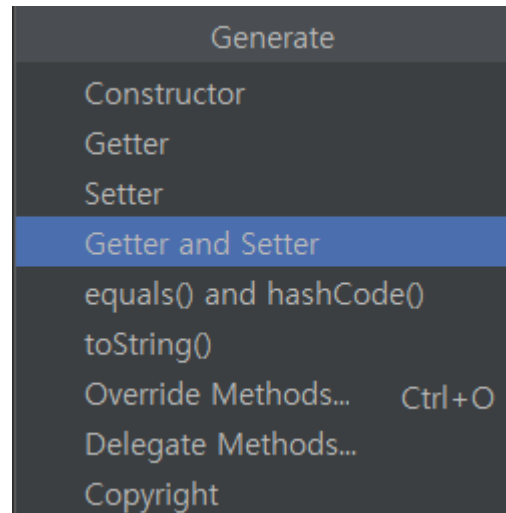 Generate
Constructor
Getter
Setter
Getter and Setter
equals() and hashCode()
toString()
Override Methods... Ctrl+O
Delegate Methods...
Copyright